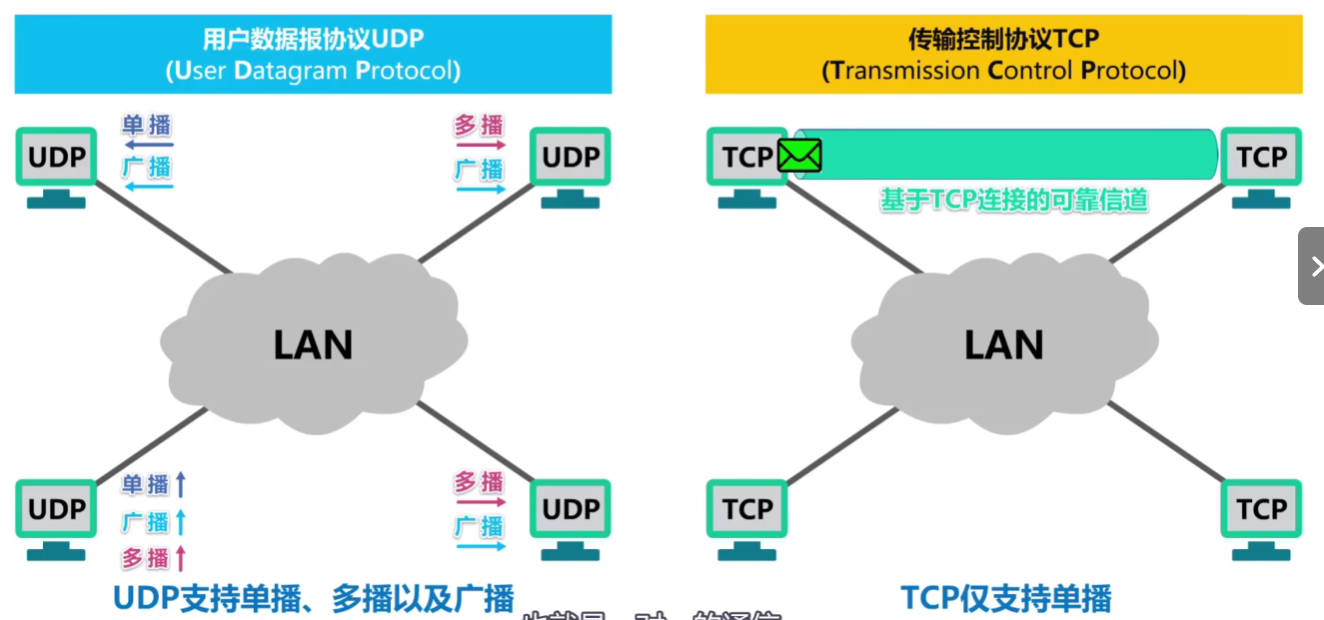 用户数据报协议UDP
(User Datagram Protocol)
单播
广播
UDP
多播
广播
UDP
LAN
UDP
单播
广播
多播
多播
广播
UDP
UDP支持单播、多播以及广播
传输控制协议TCP
(Transmission Control Protocol)
TCP
TCP
基于TCP连接的可靠信道
LAN
TCP
TCP
TCP仅支持单播